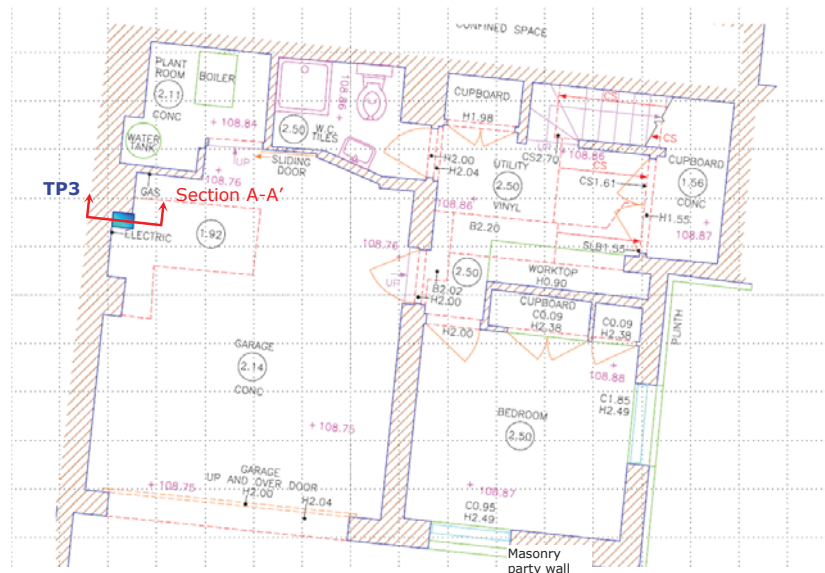 CONFINED SPACE
PLANT
ROOM
2.11
CONC
BOILER
108.84
WATER
TANK
UP
SLIDING
DOOR
108.86
2.50
W.C.
TILES
CUPBOARD
H1.98
H2.00
H2.04
UTILITY
2.50
VINYL
108.86
B2.20
CS
UP
108.86
CS2.70
CS
CS
CS1.61
CUPBOARD
1.56
CONC
H1.55
108.87
SLB1.55
TP3
Section A-A’
GAS
108.76
ELECTRIC
1.92
108.76
UP
2.50
B2.02
H2.00
WORKTOP
H0.90
CUPBOARD
C0.09
H2.38
C0.09
H2.38
H2.00
PLINTH
GARAGE
2.14
CONC
108.75
108.75
GARAGE
UP AND OVER DOOR
H2.00
H2.04
108.88
C1.85
H2.49
BEDROOM
2.50
108.87
C0.95
H2.49
Masonry
party wall